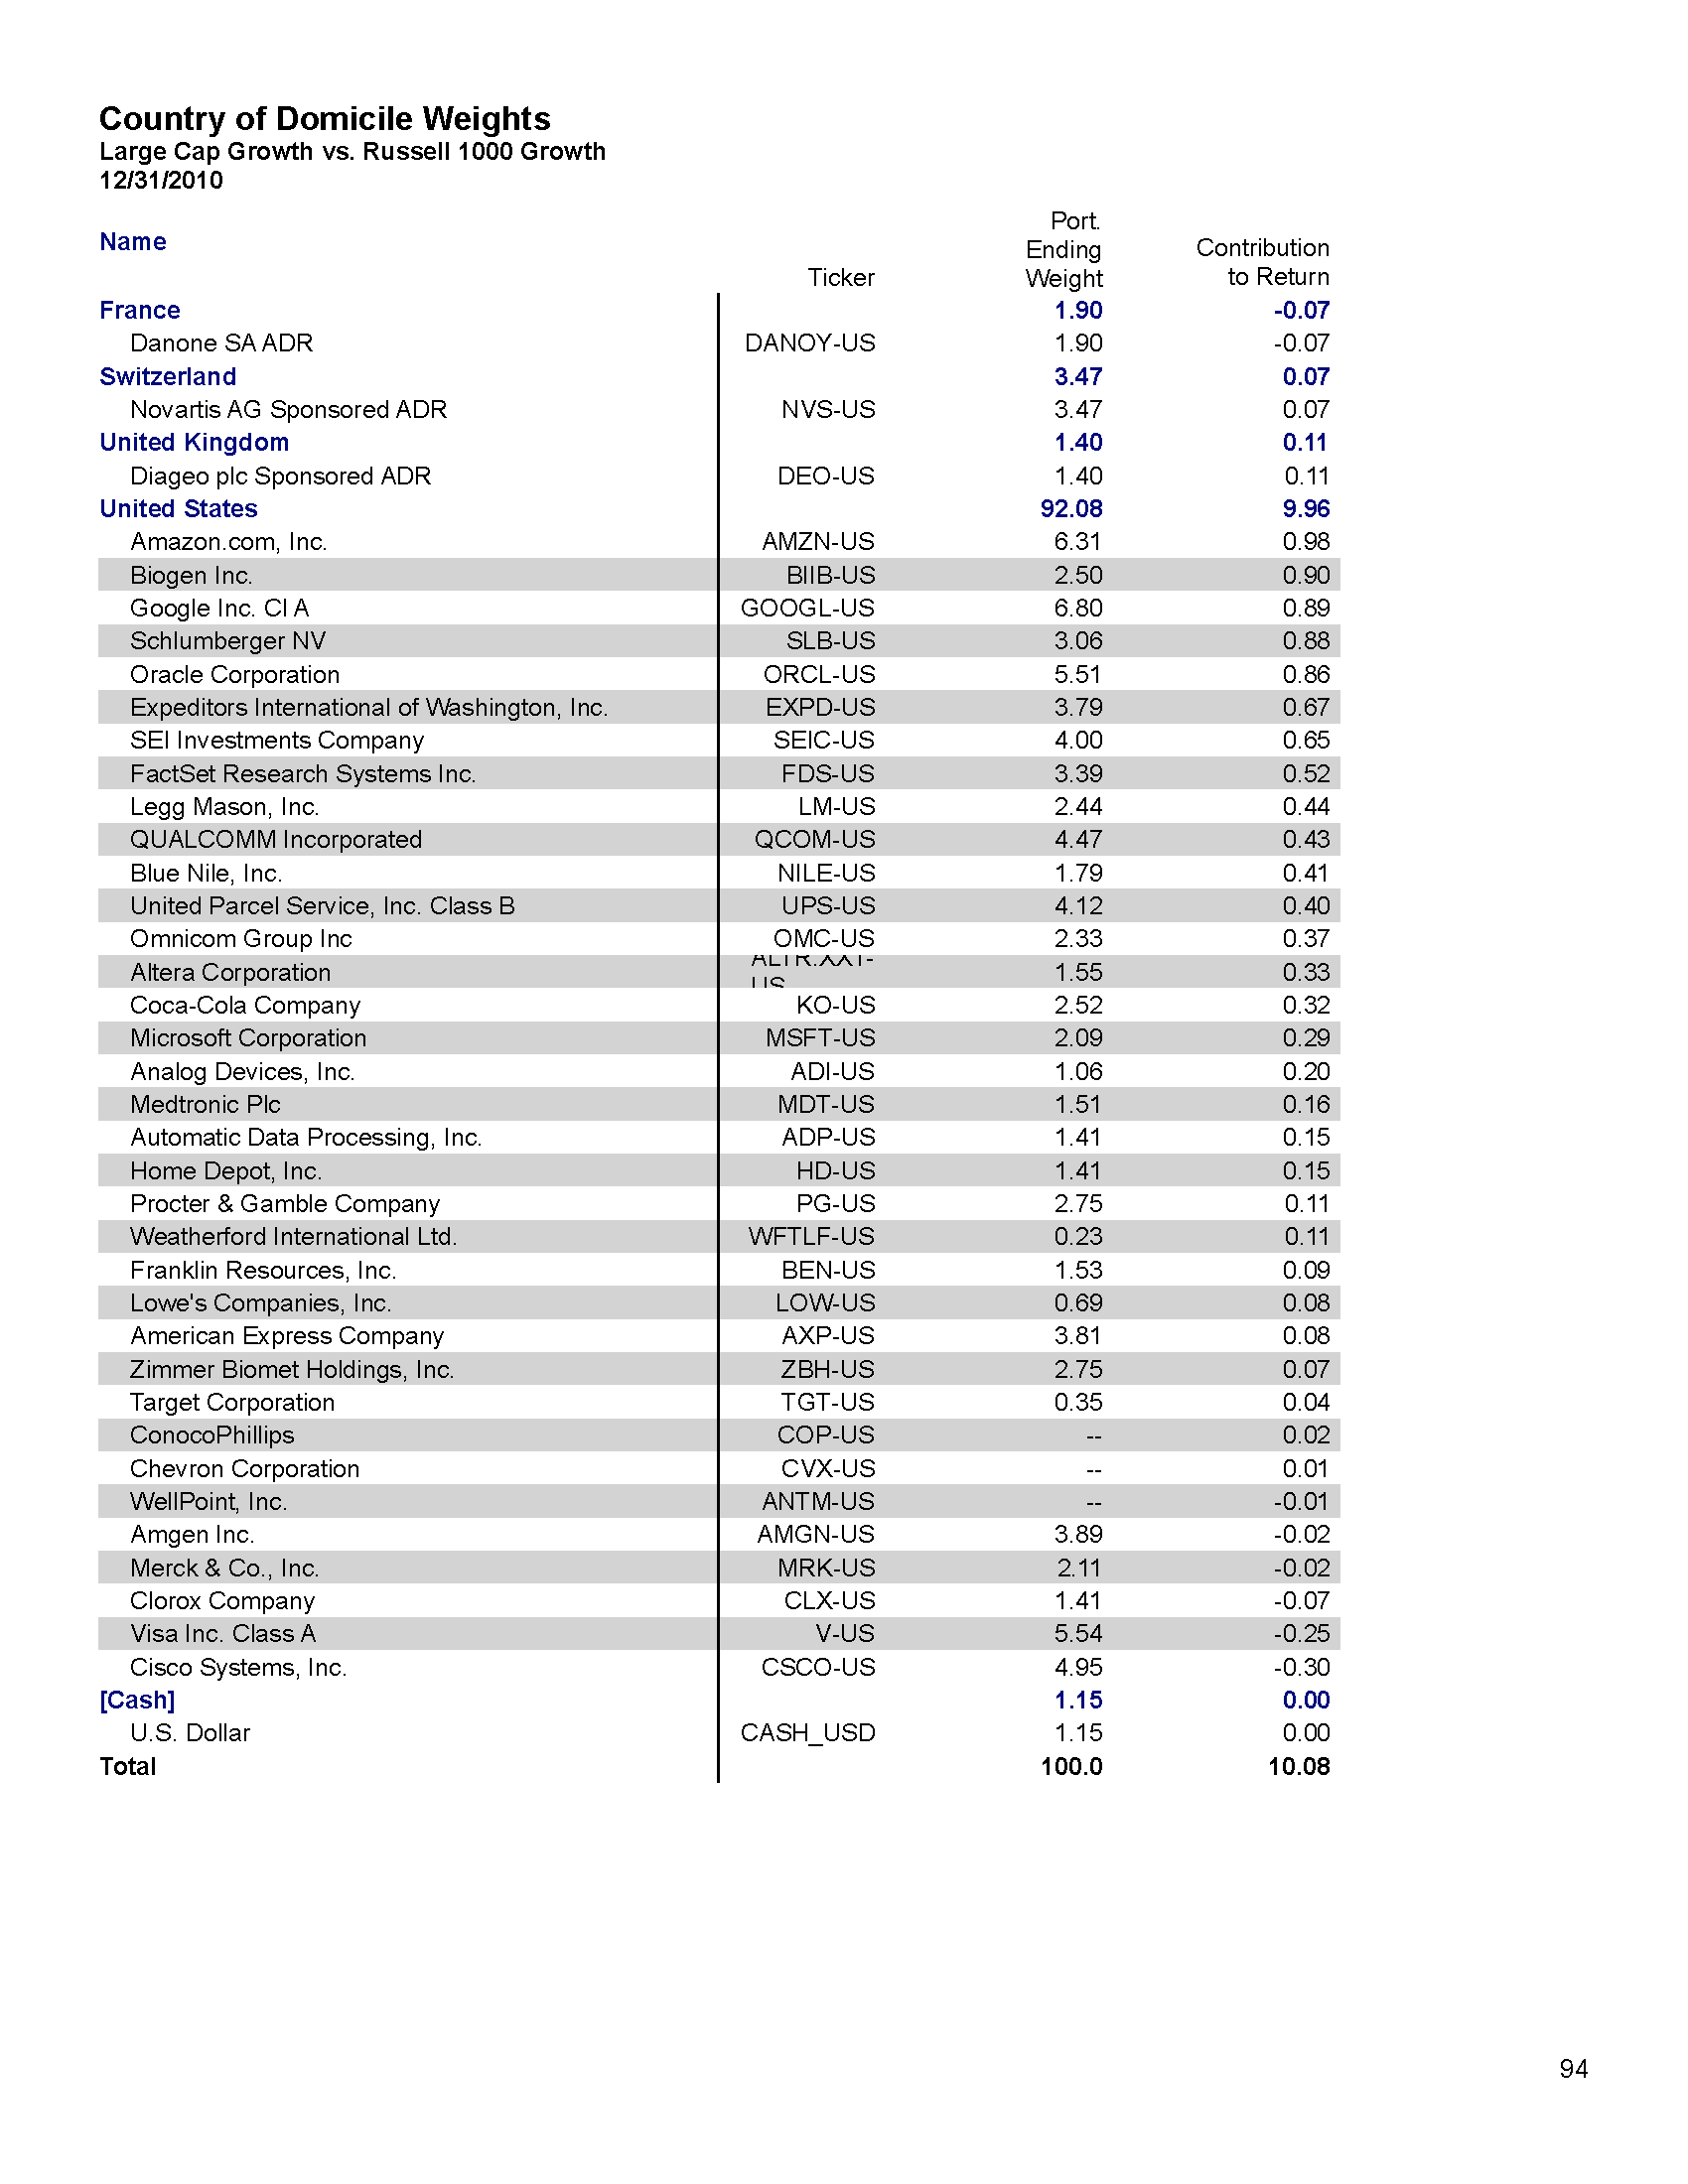 Country of Domicile Weights
Large Cap Growth vs. Russell 1000 Growth
12/31/2010
Name Ticker Port. Ending Weight Contribution to Return
France 1.90 -0.07
Danone SA ADR DANOY-US 1.90 -0.07
Switzerland 3.47 0.07
Novartis AG Sponsored ADR NVS-US 3.47 0.07
United Kingdom 1.40 0.11
Diageo plc Sponsored ADR DEO-US 1.40 0.11
United States 92.08 9.96
Amazon.com, Inc. AMZN-US 6.31 0.98
Biogen Inc. BIIB-US 2.50 0.90
Google Inc. Cl A GOOGL-US 6.80 0.89
Schlumberger NV SLB-US 3.06 0.88
Oracle Corporation ORCL-US 5.51 0.86
Expeditors International of Washington, Inc. EXPD-US 3.79 0.67
SEI Investments Company SEIC-US 4.00 0.65
FactSet Research Systems Inc. FDS-US 3.39 0.52
Legg Mason, Inc. LM-US 2.44 0.44
QUALCOMM Incorporated QCOM-US 4.47 0.43
Blue Nile, Inc. NILE-US 1.79 0.41
United Parcel Service, Inc. Class B UPS-US 4.12 0.40
Omnicom Group Inc OMC-US 2.33 0.37
Altera Corporation ALTR.XX1-US 1.55 0.33
Coca-Cola Company KO-US 2.52 0.32
Microsoft Corporation MSFT-US 2.09 0.29
Analog Devices, Inc. ADI-US 1.06 0.20
Medtronic Plc MDT-US 1.51 0.16
Automatic Data Processing, Inc. ADP-US 1.41 0.15
Home Depot, Inc. HD-US 1.41 0.15
Procter & Gamble Company PG-US 2.75 0.11
Weatherford International Ltd. WFTLF-US 0.23 0.11
Franklin Resources, Inc. BEN-US 1.53 0.09
Lowe's Companies, Inc. LOW-US 0.69 0.08
American Express Company AXP-US 3.81 0.08
Zimmer Biomet Holdings, Inc. ZBH-US 2.75 0.07
Target Corporation TGT-US 0.35 0.04
ConocoPhillips COP-US -- 0.02
Chevron Corporation CVX-US -- 0.01
WellPoint, Inc. ANTM-US -- -0.01
Amgen Inc. AMGN-US 3.89 -0.02
Merck & Co., Inc. MRK-US 2.11 -0.02
Clorox Company CLX-US 1.41 -0.07
Visa Inc. Class A V-US 5.54 -0.25
Cisco Systems, Inc. CSCO-US 4.95 -0.30
[Cash] 1.15 0.00
U.S. Dollar CASH_USD 1.15 0.00
Total 100.0 10.08
94